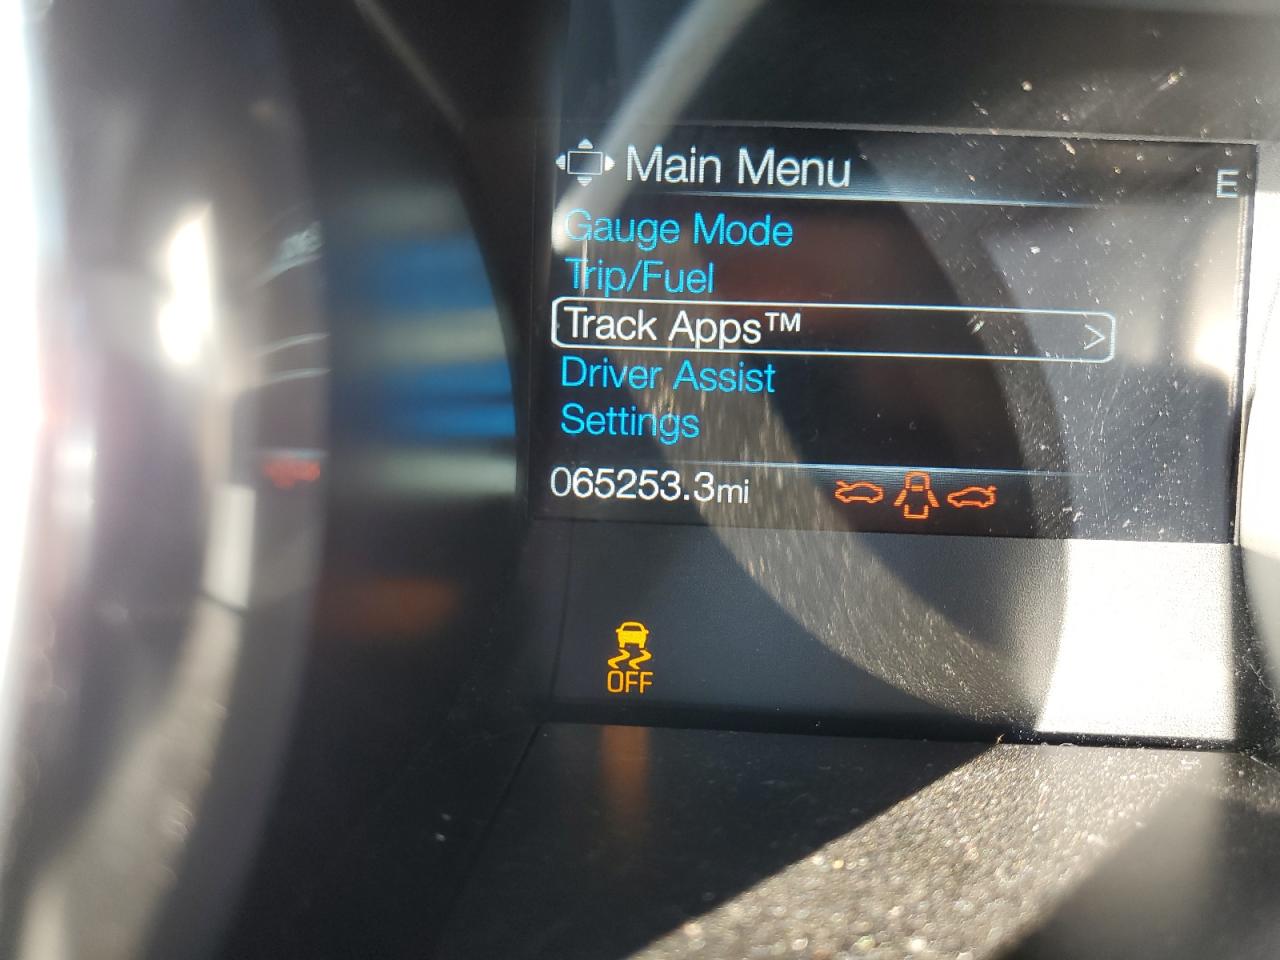 Main Menu
E
Gauge Mode
Trip/Fuel
Track Apps™ >
Driver Assist
Settings
065253.3mi
OFF